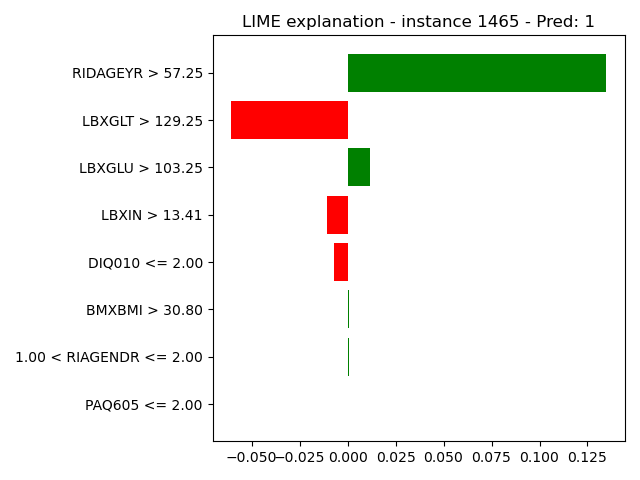 LIME explanation - instance 1465 - Pred: 1
RIDAGEYR > 57.25
LBXGLT > 129.25
LBXGLU > 103.25
LBXIN > 13.41
DIQ010 <= 2.00
BMXBMI > 30.80
1.00 < RIAGENDR <= 2.00
PAQ605 <= 2.00
−0.050 −0.025 0.000 0.025 0.050 0.075 0.100 0.125